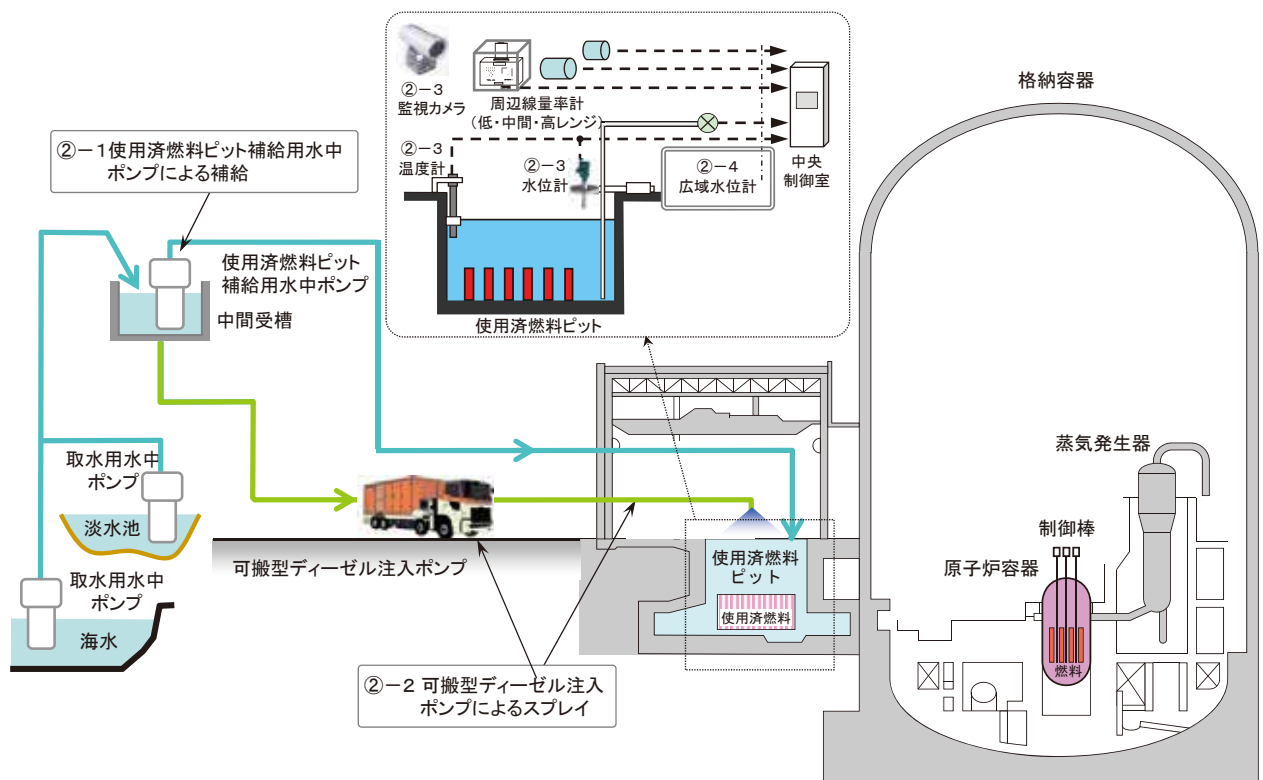 ②-3
監視カメラ
周辺線量率計
(低・中間・高レンジ)
②-3
温度計
②-3
水位計
②-4
広域水位計
中央
制御室
使用済燃料ピット
②-1使用済燃料ピット補給用水中
ポンプによる補給
使用済燃料ピット
補給用水中ポンプ
中間受槽
取水用水中
ポンプ
淡水池
取水用水中
ポンプ
海水
可搬型ディーゼル注入ポンプ
②-2 可搬型ディーゼル注入
ポンプによるスプレイ
使用済燃料
ピット
使用済燃料
格納容器
蒸気発生器
制御棒
原子炉容器
燃料